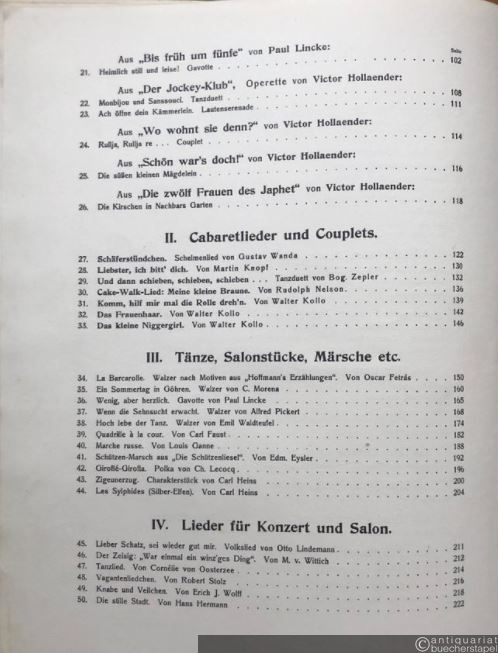 Aus „Bis früh um fünfe" von Paul Lincke:
Seite
21. Heimlich still und leise! Gavotte . . . 102
Aus „Der Jockey-Klub", Operette von Victor Hollaender:
22. Monbijou und Sanssouci. Tanzduett . . . 108
23. Ach öffne dein Kämmerlein. Lautenserenade . . . 111
Aus „Wo wohnt sie denn?" von Victor Hollaender:
24. Rullja, Rullja re . . . Couplet . . . 114
Aus „Schön war's doch!" von Victor Hollaender:
25. Die süßen kleinen Mägdelein . . . 116
Aus „Die zwölf Frauen des Japhet" von Victor Hollaender:
26. Die Kirschen in Nachbars Garten . . . 118
II. Cabaretlieder und Couplets.
27. Schäferstündchen. Schelmenlied von Gustav Wanda . . . 122
28. Liebster, ich bitt' dich. Von Martin Knopf . . . 130
29. Und dann schieben, schieben, schieben . . . Tanzduett von Bog. Zepler . . . 132
30. Cake-Walk-Lied: Meine kleine Braune. Von Rudolph Nelson . . . 136
31. Komm, hilf mir mal die Rolle dreh'n. Von Walter Kollo . . . 139
32. Das Frauenhaar. Von Walter Kollo . . . 142
33. Das kleine Niggergirl. Von Walter Kollo . . . 146
III. Tänze, Salonstücke, Märsche etc.
34. La Barcarolle. Walzer nach Motiven aus „Hoffmann's Erzählungen". Von Oscar Fetrás . . . 150
35. Ein Sommertag in Göhren. Walzer von C. Morena . . . 160
36. Wenig, aber herzlich. Gavotte von Paul Lincke . . . 165
37. Wenn die Sehnsucht erwacht. Walzer von Alfred Pickert . . . 168
38. Hoch lebe der Tanz. Walzer von Emil Waldteufel . . . 174
39. Quadrille à la cour. Von Carl Faust . . . 182
40. Marche russe. Von Louis Ganne . . . 188
41. Schützen-Marsch aus „Die Schützenliesel". Von Edm. Eysler . . . 192
42. Giroflé-Girofla. Polka von Ch. Lecocq . . . 196
43. Zigeunerzug. Charakterstück von Carl Heins . . . 200
44. Les Sylphides (Silber-Elfen). Von Carl Heins . . . 204
IV. Lieder für Konzert und Salon.
45. Lieber Schatz, sei wieder gut mir. Volkslied von Otto Lindemann . . . 211
46. Der Zeisig: „War einmal ein winz'ges Ding". Von M. v. Wittich . . . 212
47. Tanzlied. Von Cornélie van Oosterzee . . . 214
48. Vagantenliedchen. Von Robert Stolz . . . 216
49. Knabe und Veilchen. Von Erich J. Wolff . . . 218
50. Die stille Stadt. Von Hans Hermann . . . 222
antiquariat
buecherstapel